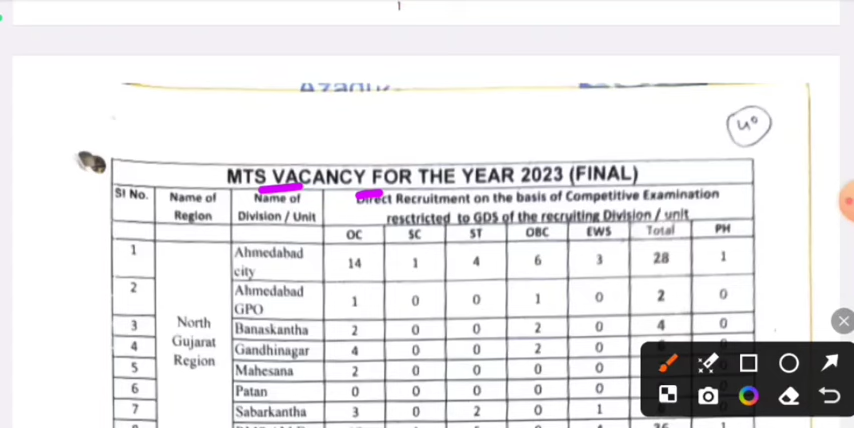 1
Azadi
40
MTS VACANCY FOR THE YEAR 2023 (FINAL)
Sl No. Name of Region Name of Division / Unit Direct Recruitment on the basis of Competitive Examination resctricted to GDS of the recruiting Division / unit
OC SC ST OBC EWS Total PH
North Gujarat Region
1 Ahmedabad city 14 1 4 6 3 28 1
2 Ahmedabad GPO 1 0 0 1 0 2 0
3 Banaskantha 2 0 0 2 0 4 0
4 Gandhinagar 4 0 0 2 0
5 Mahesana 2 0 0 0 0
6 Patan 0 0 0 0 0
7 Sabarkantha 3 0 2 0 1